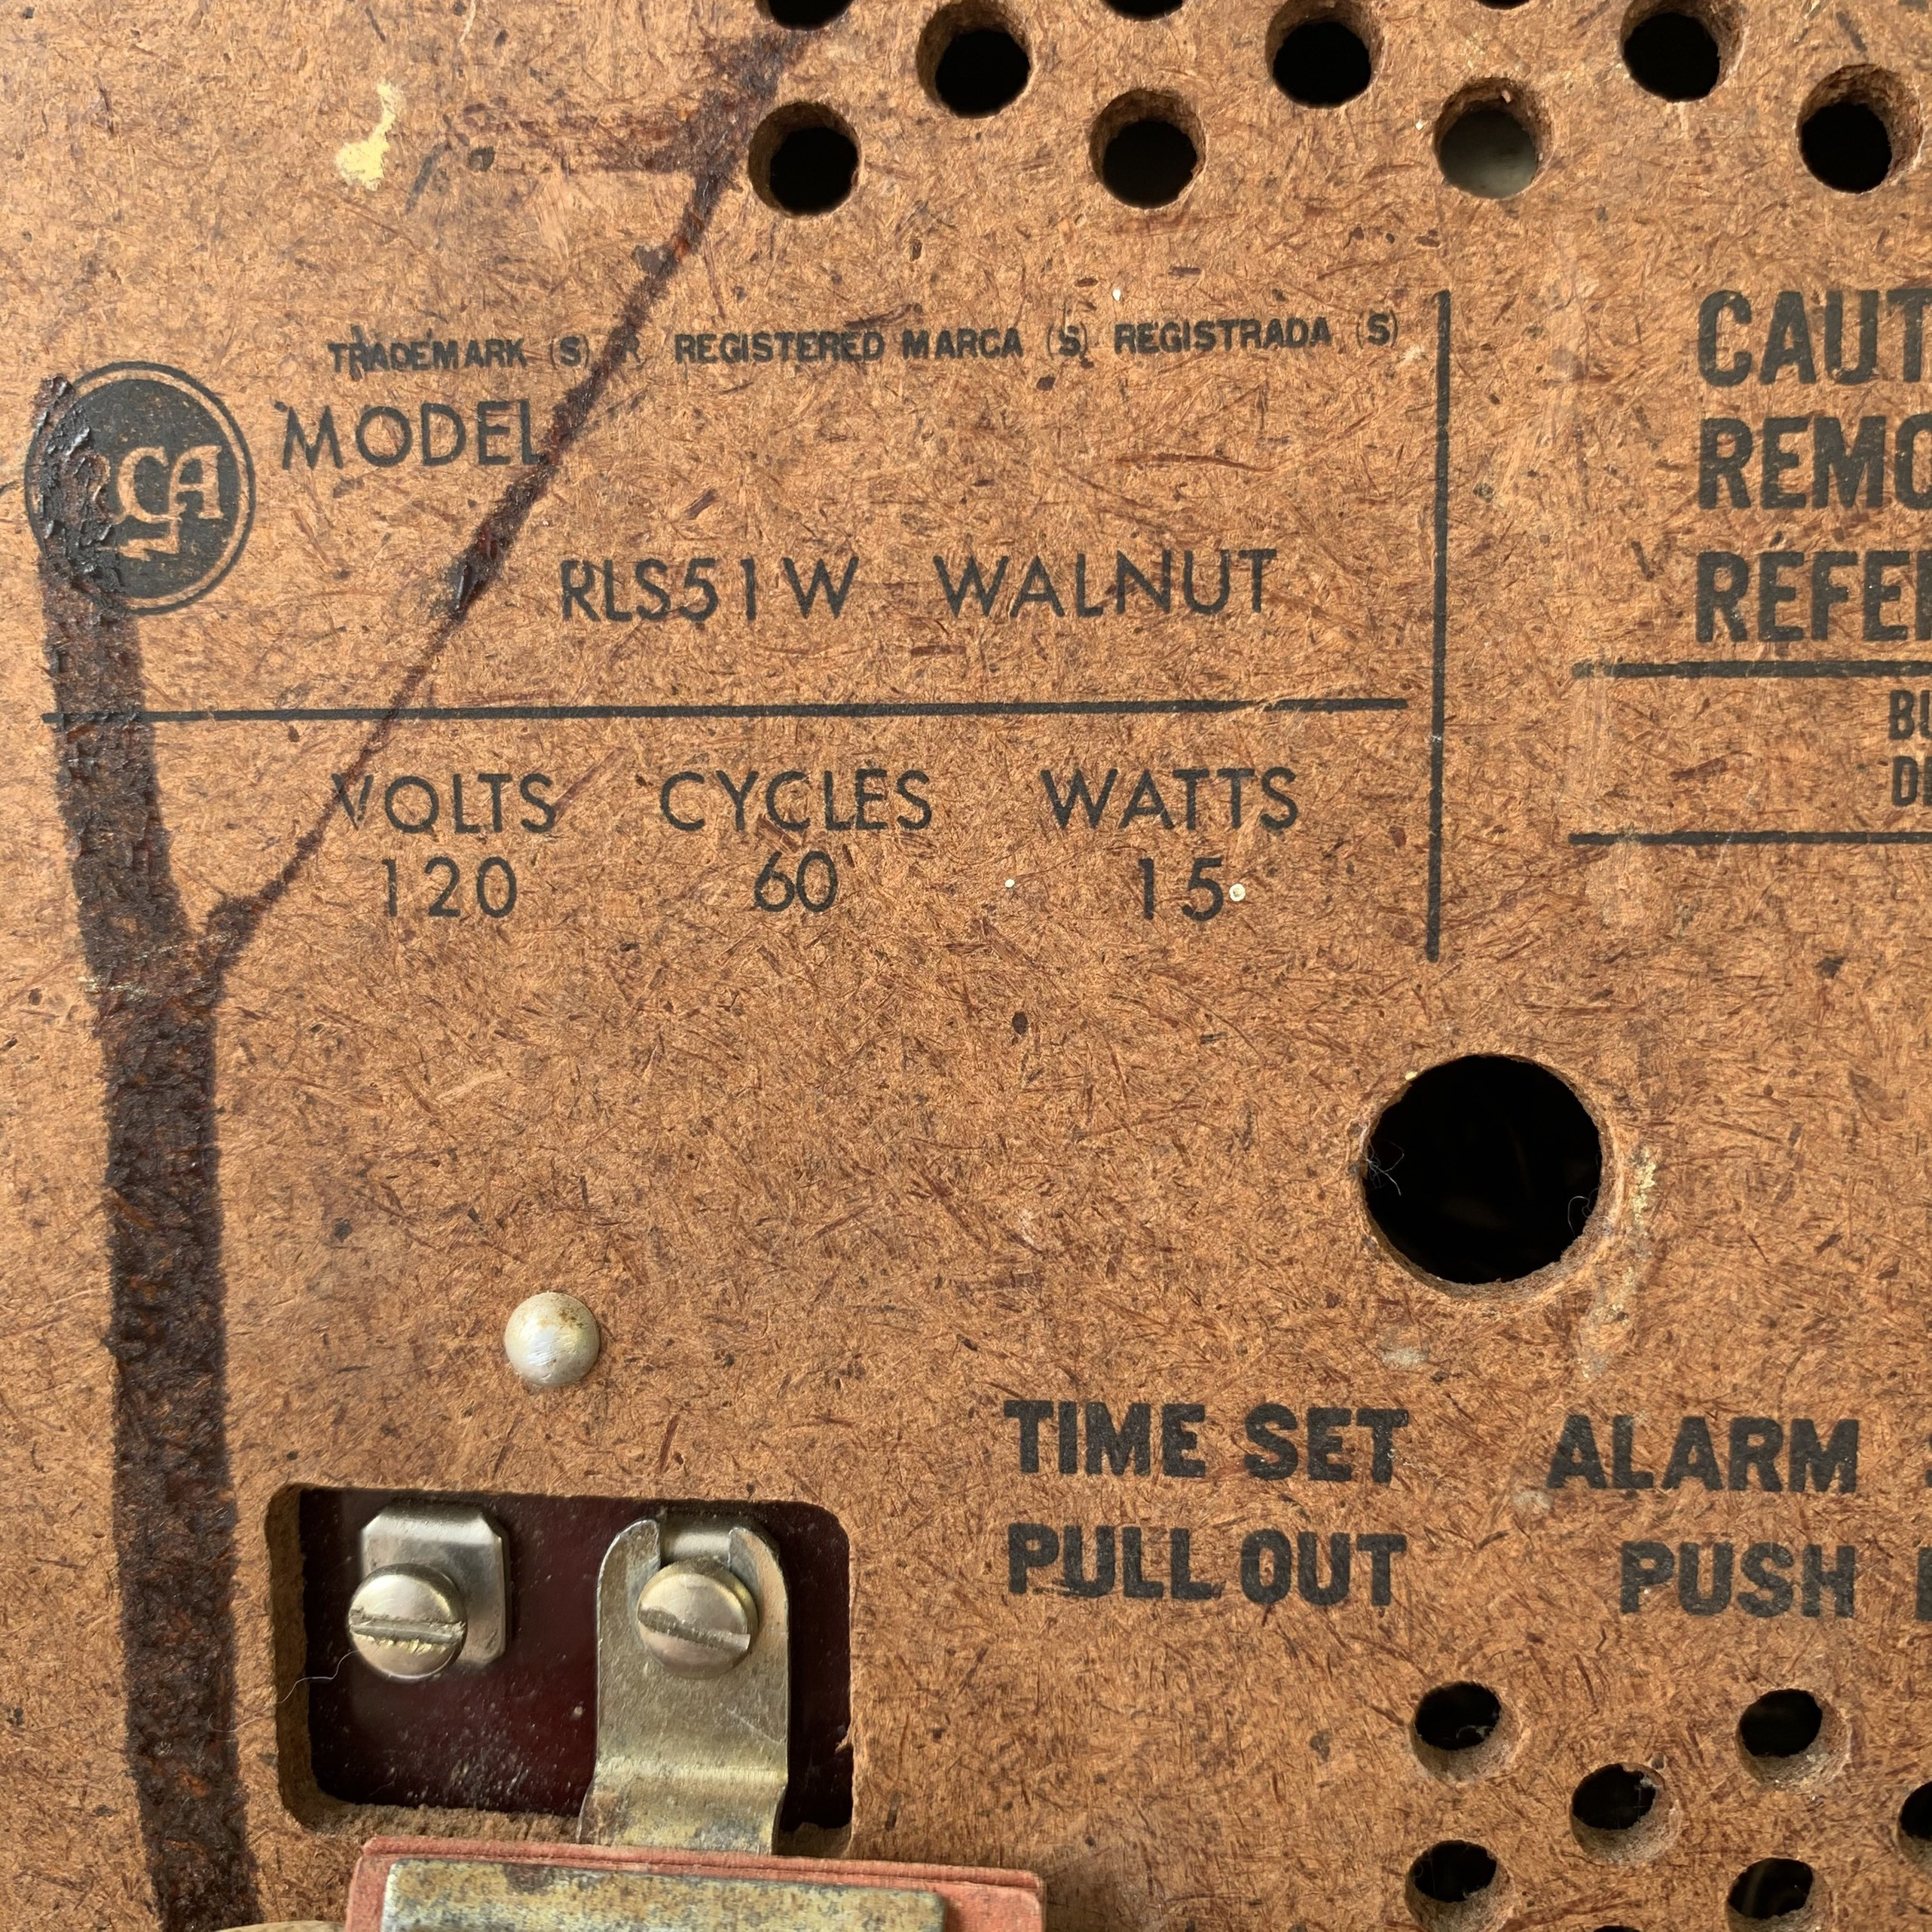 TRADEMARK (S) R REGISTERED MARCA (S) REGISTRADA (S)
RCA
MODEL
RLS51W WALNUT
VOLTS CYCLES WATTS
120 60 15
CAUT
REMO
REFE
TIME SET
PULL OUT
ALARM
PUSH